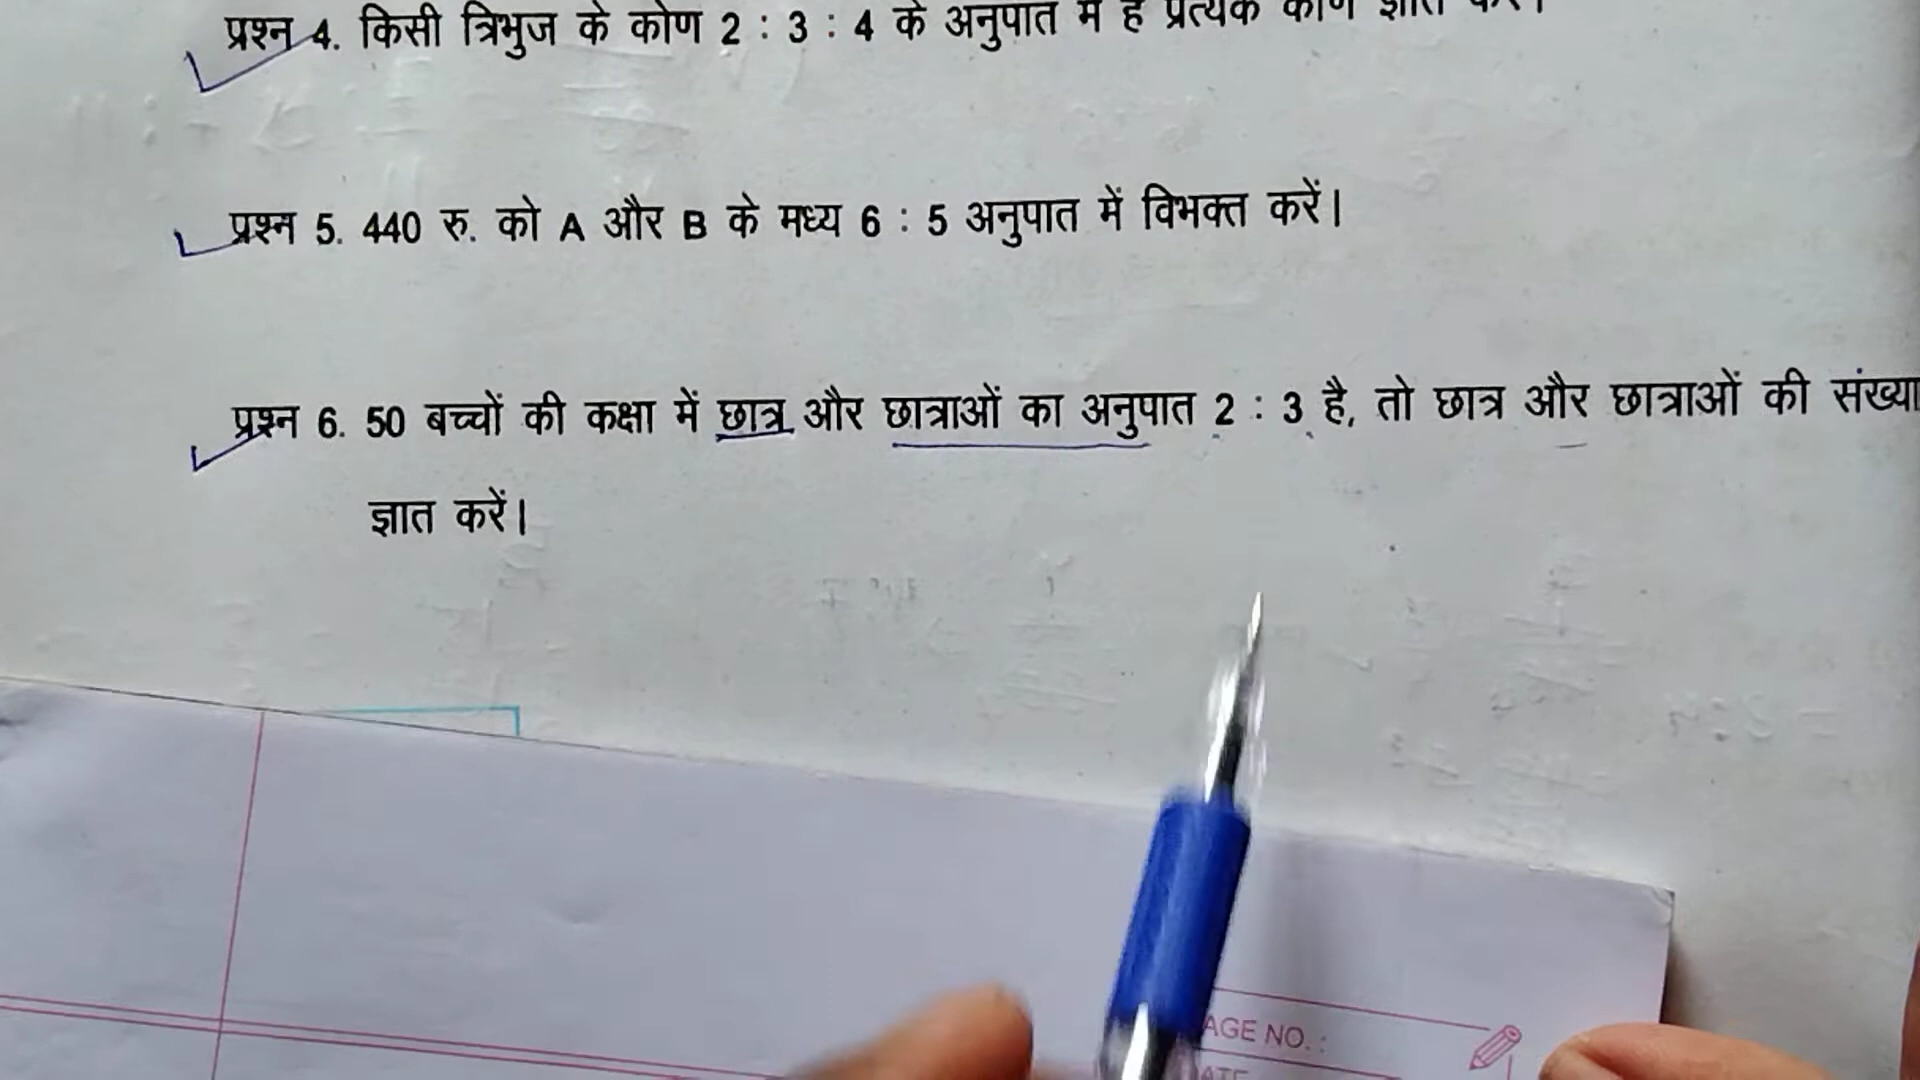 प्रश्न 4. किसी त्रिभुज के कोण 2 : 3 : 4 के अनुपात में है प्रत्येक कोण ज्ञात करें।
प्रश्न 5. 440 रु. को A और B के मध्य 6 : 5 अनुपात में विभक्त करें।
प्रश्न 6. 50 बच्चों की कक्षा में छात्र और छात्राओं का अनुपात 2 : 3 है, तो छात्र और छात्राओं की संख्या
ज्ञात करें।
AGE NO. :